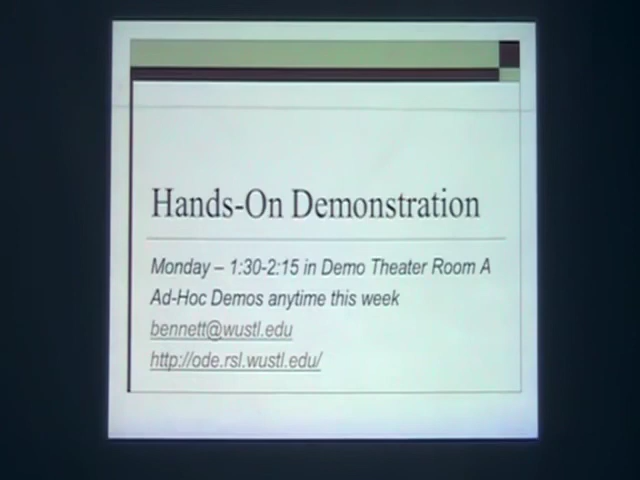 Hands-On Demonstration
Monday – 1:30-2:15 in Demo Theater Room A
Ad-Hoc Demos anytime this week
bennett@wustl.edu
http://ode.rsl.wustl.edu/